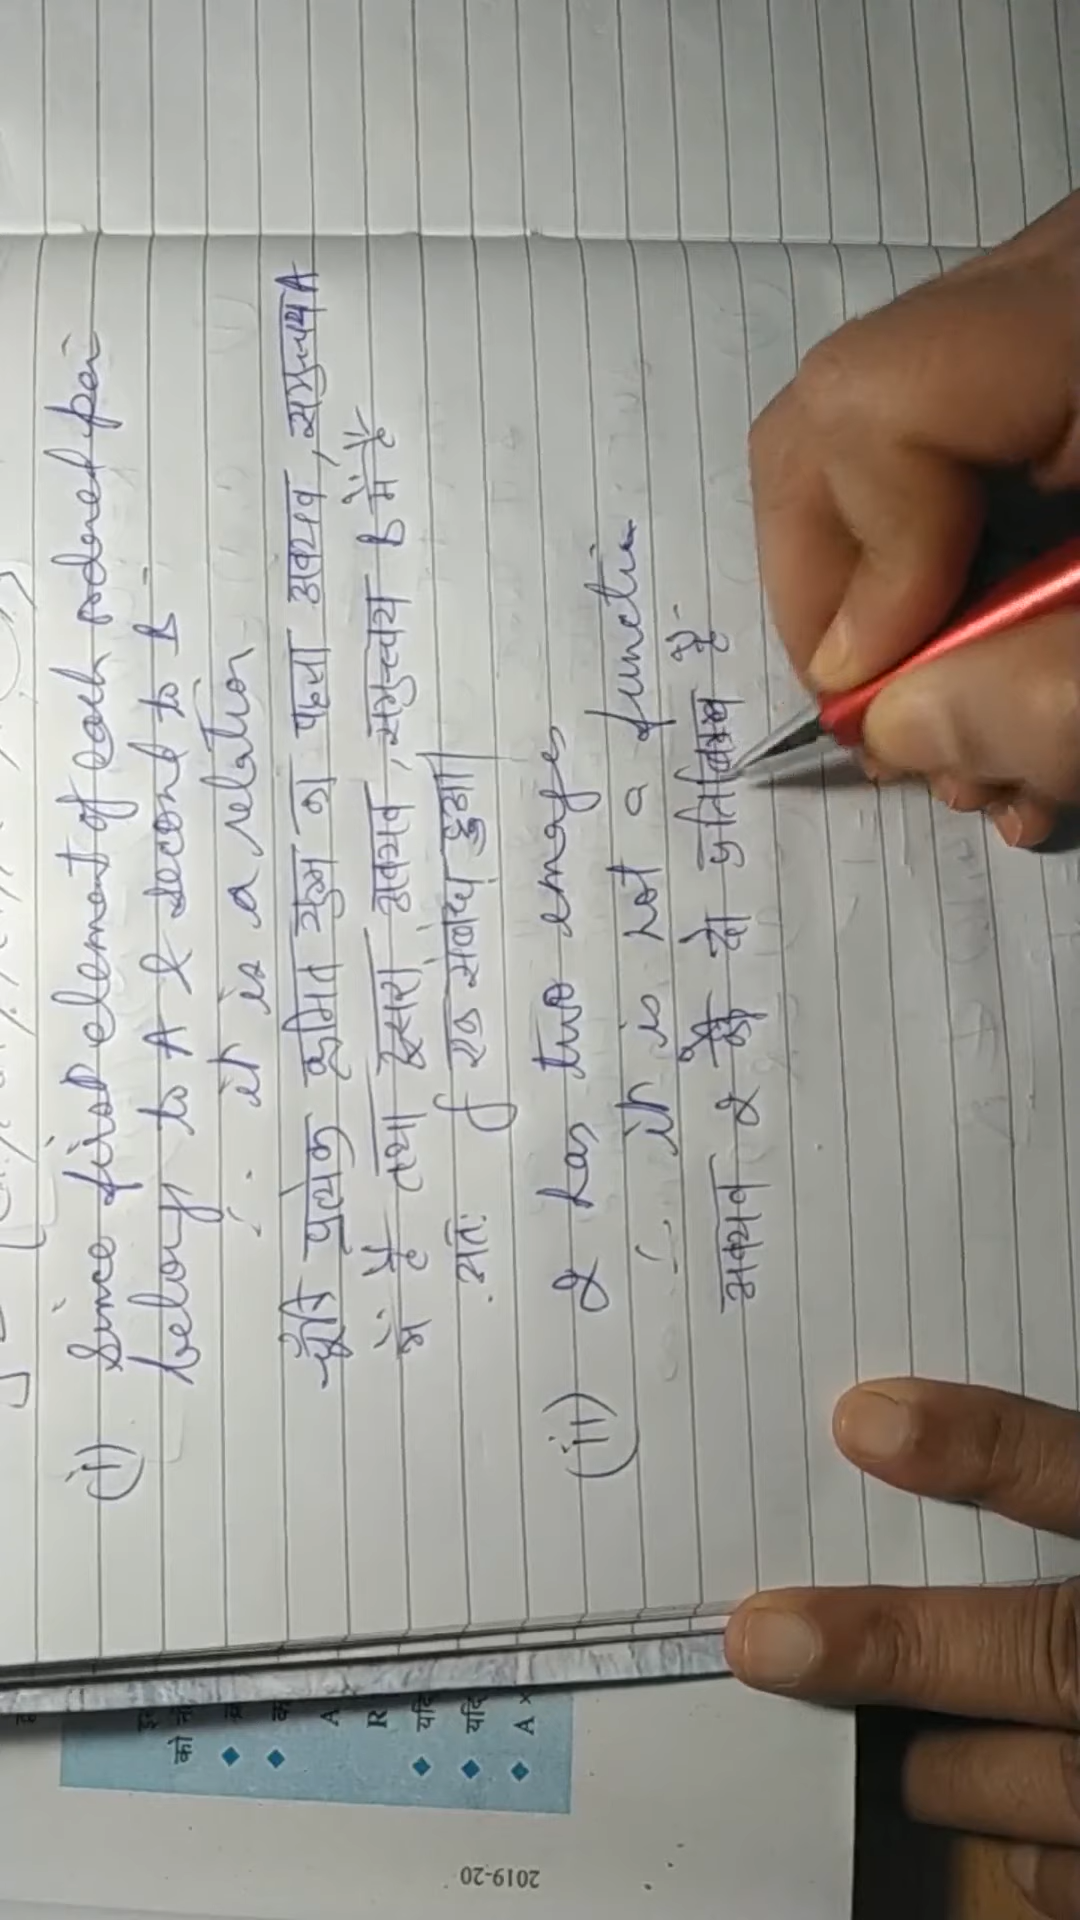 (i) Since first element of each ordered pair
belong to A & second to B
∴ it is a relation
चूँकि प्रत्येक क्रमित युग्म का पहला अवयव, समुच्चय A
में है तथा दूसरा अवयव, समुच्चय B में है
अतः f एक संबंध हुआ।
(ii) 2 has two images
∴ it is not a function
अवयव 2 के दो प्रतिबिम्ब है
को
A
R
यदि
यदि
A ×
2019-20